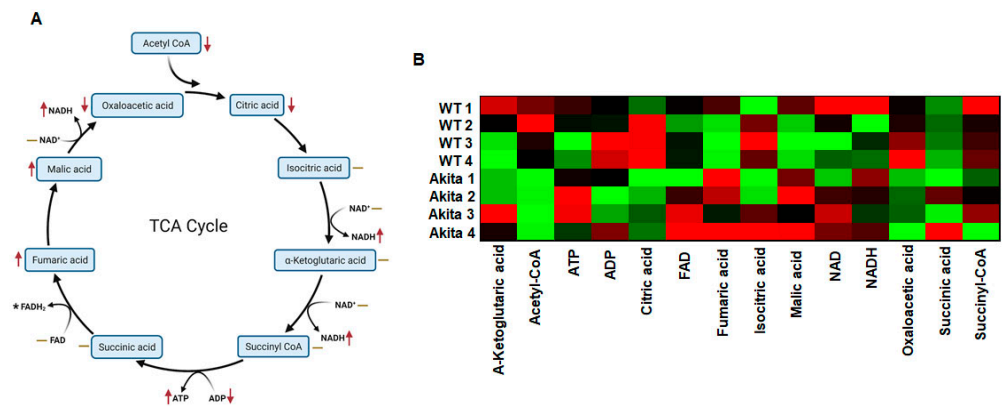 A
Acetyl CoA
Oxaloacetic acid
Citric acid
NADH
NAD⁺
Malic acid
Isocitric acid
TCA Cycle
NAD⁺
NADH
Fumaric acid
α-Ketoglutaric acid
*FADH₂
FAD
NAD⁺
NADH
Succinic acid
Succinyl CoA
ATP
ADP
B
WT 1
WT 2
WT 3
WT 4
Akita 1
Akita 2
Akita 3
Akita 4
A-Ketoglutaric acid
Acetyl-CoA
ATP
ADP
Citric acid
FAD
Fumaric acid
Isocitric acid
Malic acid
NAD
NADH
Oxaloacetic acid
Succinic acid
Succinyl-CoA